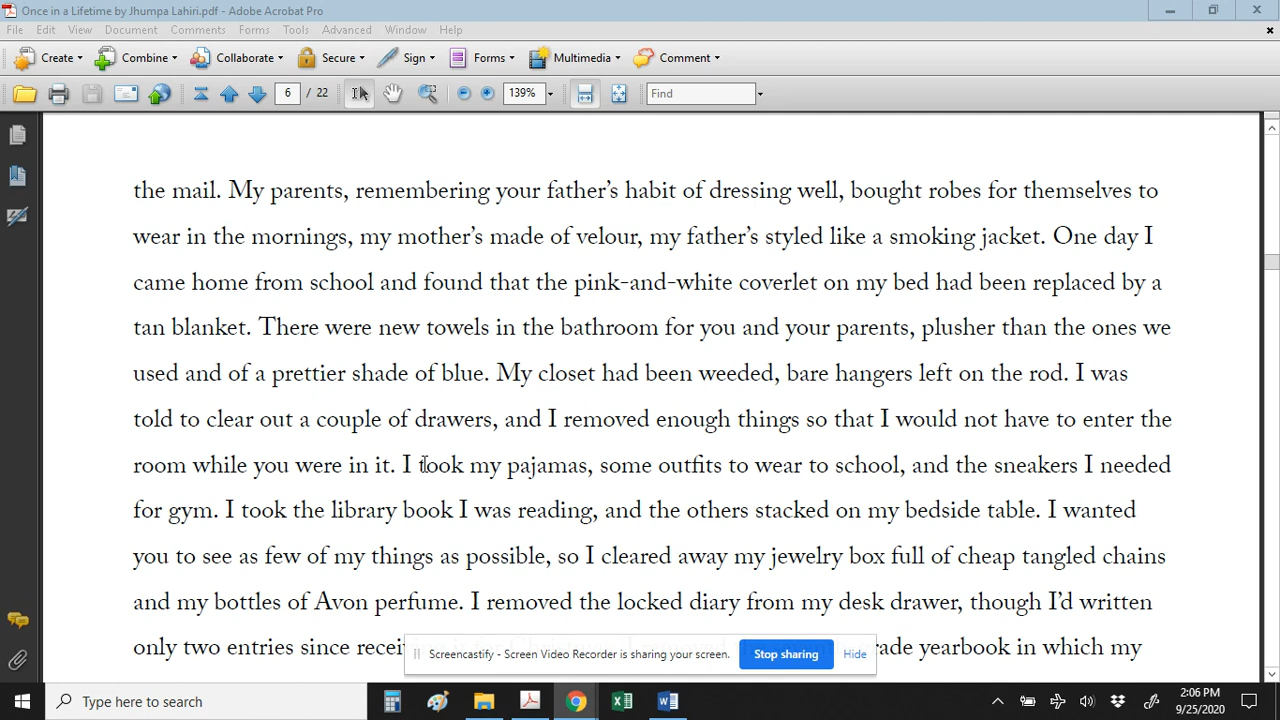 Once in a Lifetime by Jhumpa Lahiri.pdf - Adobe Acrobat Pro
File Edit View Document Comments Forms Tools Advanced Window Help
Create Combine Collaborate Secure Sign Forms Multimedia Comment
6 / 22 139% Find
the mail. My parents, remembering your father’s habit of dressing well, bought robes for themselves to
wear in the mornings, my mother’s made of velour, my father’s styled like a smoking jacket. One day I
came home from school and found that the pink-and-white coverlet on my bed had been replaced by a
tan blanket. There were new towels in the bathroom for you and your parents, plusher than the ones we
used and of a prettier shade of blue. My closet had been weeded, bare hangers left on the rod. I was
told to clear out a couple of drawers, and I removed enough things so that I would not have to enter the
room while you were in it. I took my pajamas, some outfits to wear to school, and the sneakers I needed
for gym. I took the library book I was reading, and the others stacked on my bedside table. I wanted
you to see as few of my things as possible, so I cleared away my jewelry box full of cheap tangled chains
and my bottles of Avon perfume. I removed the locked diary from my desk drawer, though I’d written
only two entries since yearbook in which my
Screencastify - Screen Video Recorder is sharing your screen. Stop sharing Hide
Type here to search
2:06 PM
9/25/2020